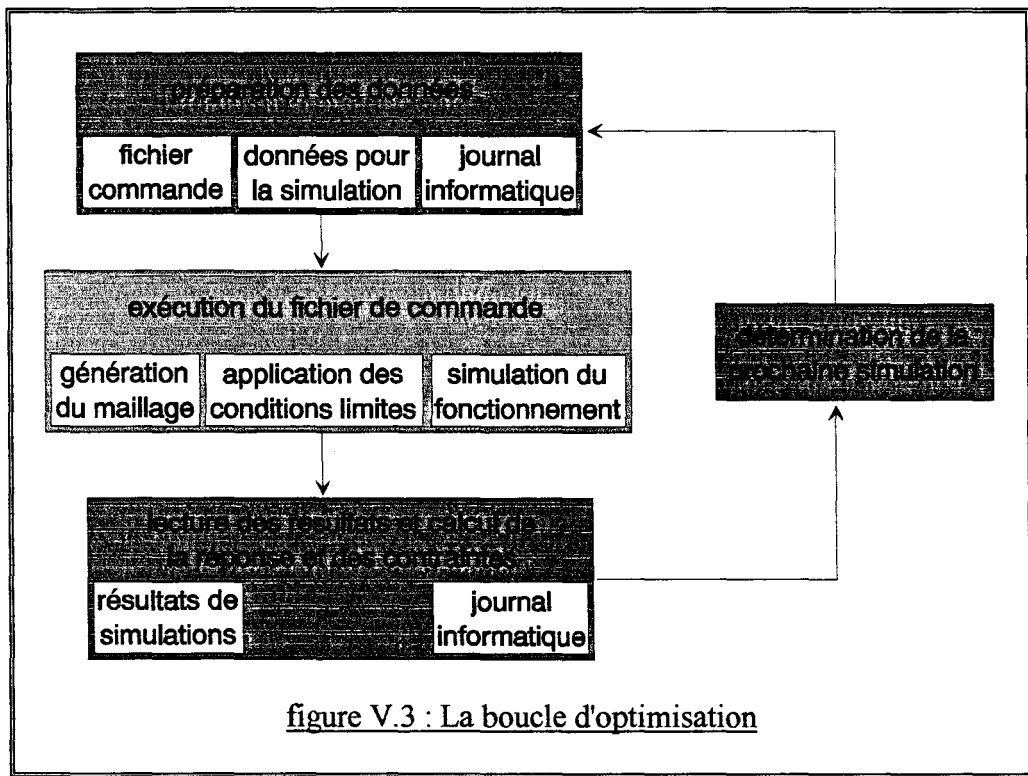 préparation des données
fichier
commande
données pour
la simulation
journal
informatique
exécution du fichier de commande
génération
du maillage
application des
conditions limites
simulation du
fonctionnement
détermination de la
prochaine simulation
lecture des résultats et calcul de
la réponse et des contraintes
résultats de
simulations
journal
informatique
figure V.3 : La boucle d'optimisation